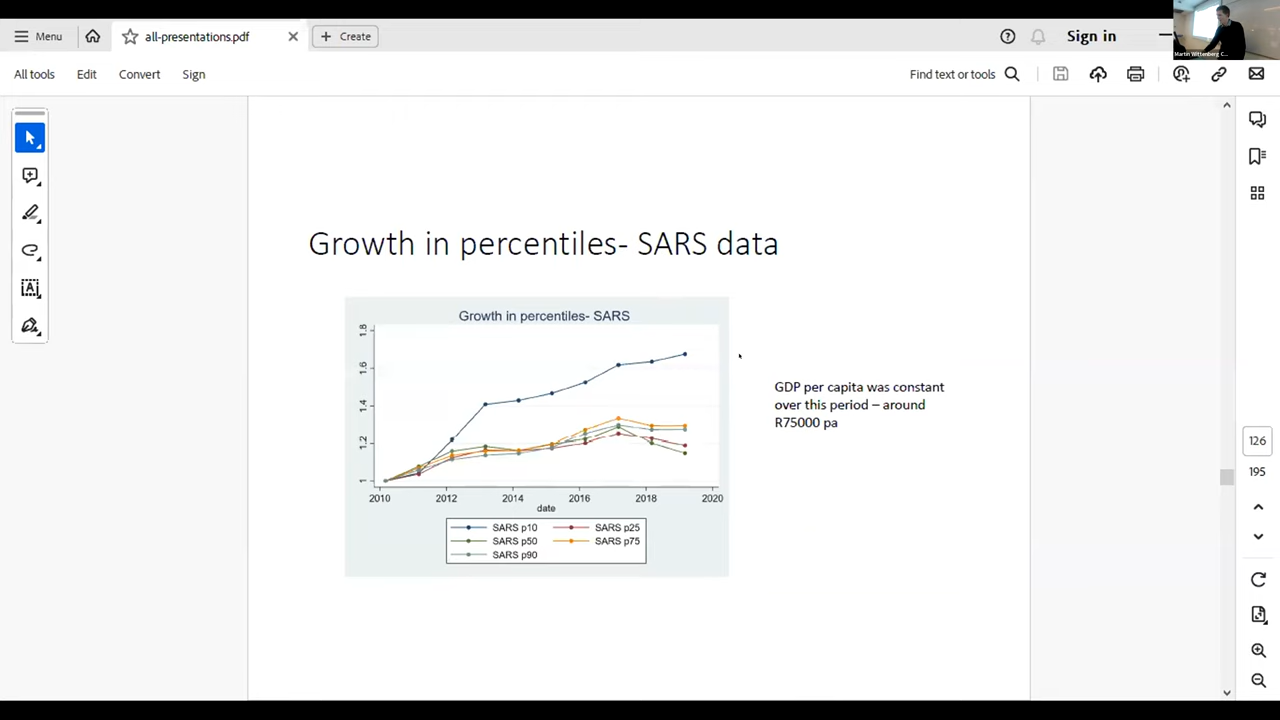 Menu
all-presentations.pdf
Create
Sign in
Martin Wittenberg C...
All tools
Edit
Convert
Sign
Find text or tools
Growth in percentiles- SARS data
Growth in percentiles- SARS
1.8
1.6
1.4
1.2
1
2010
2012
2014
2016
2018
2020
date
SARS p10
SARS p25
SARS p50
SARS p75
SARS p90
GDP per capita was constant
over this period – around
R75000 pa
126
195